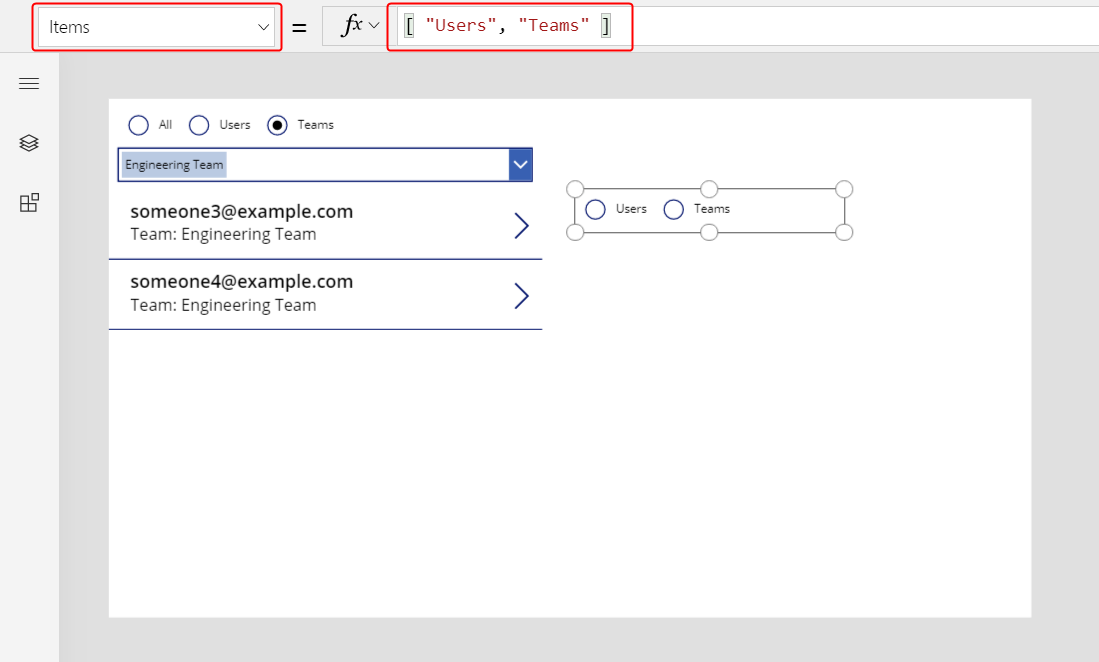 Items = fx [ "Users", "Teams" ]
All Users Teams
Engineering Team
someone3@example.com
Team: Engineering Team
Users Teams
someone4@example.com
Team: Engineering Team